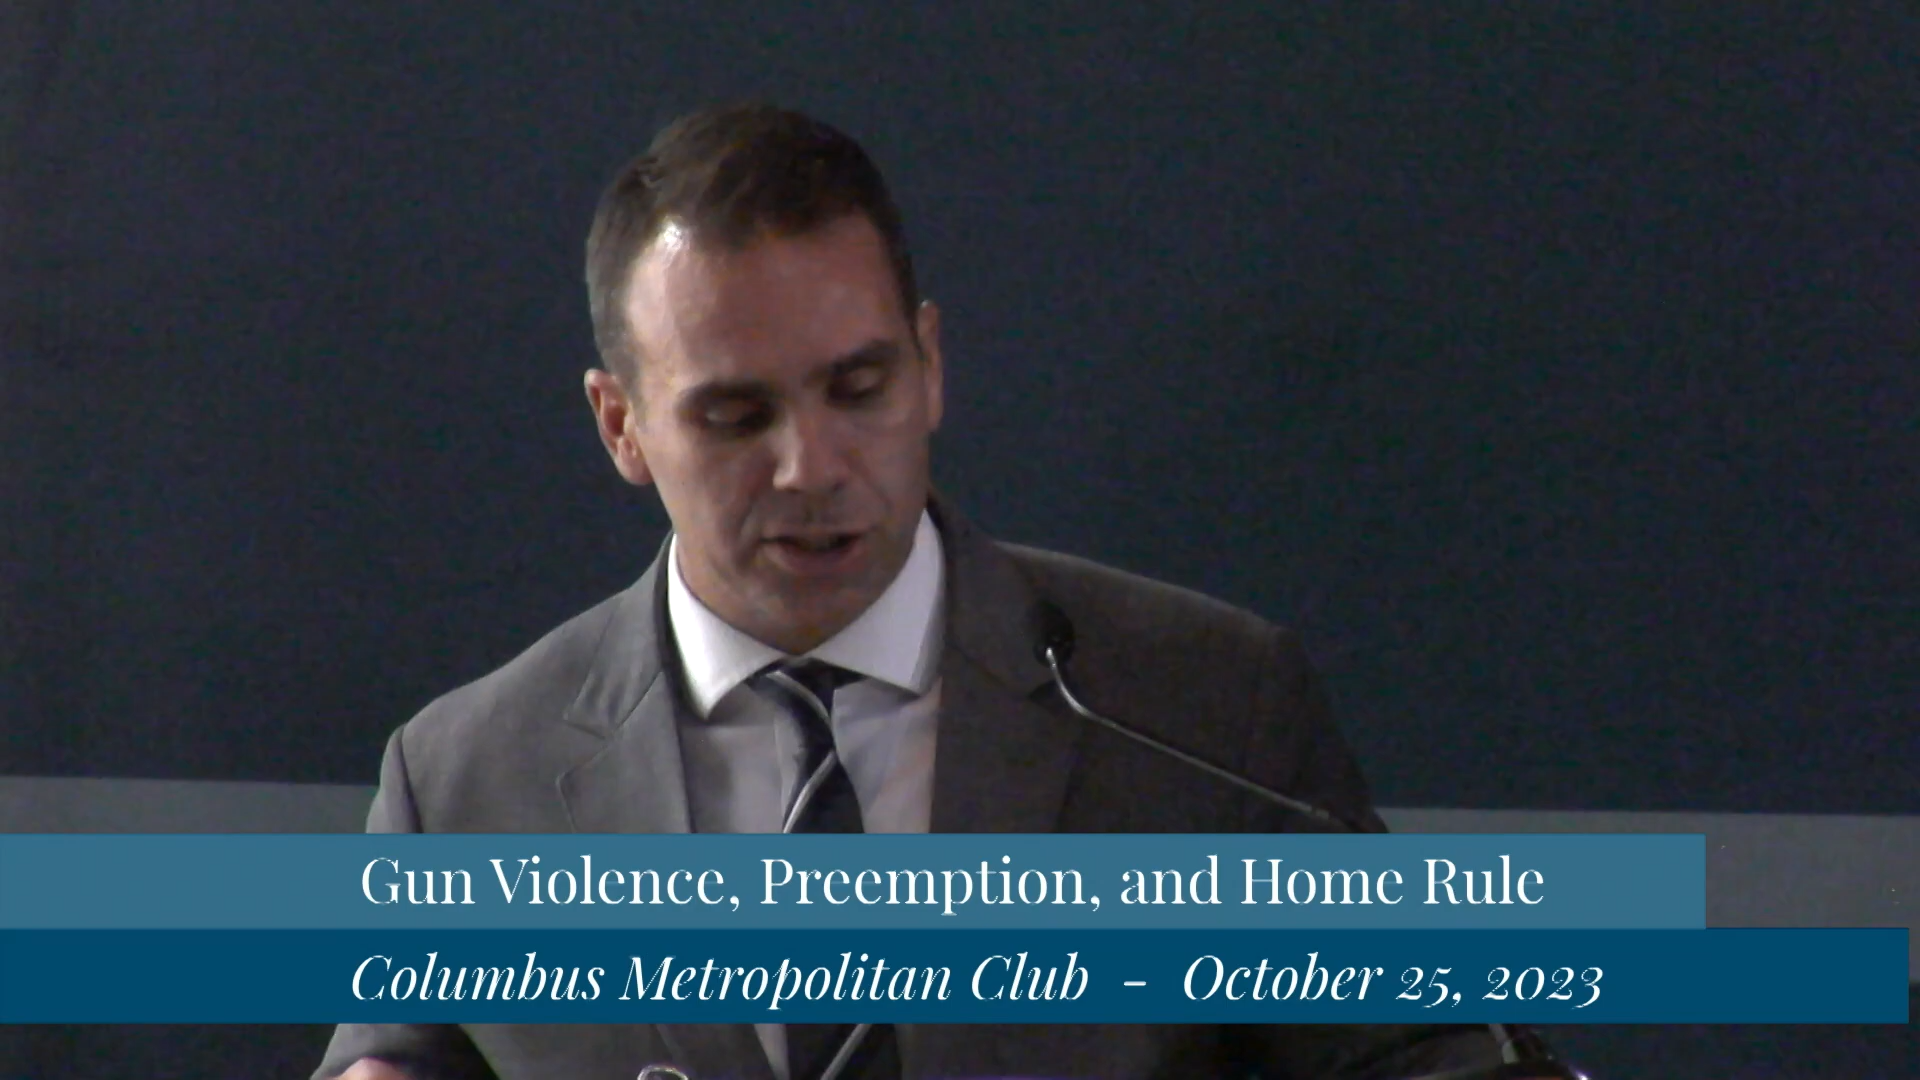 Gun Violence, Preemption, and Home Rule
Columbus Metropolitan Club - October 25, 2023